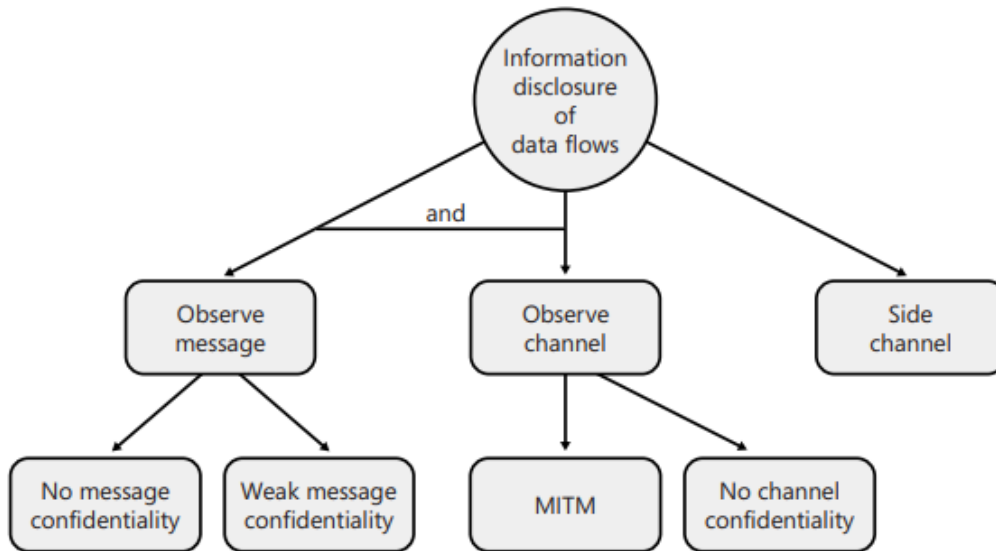 Information
disclosure
of
data flows
and
Observe
message
Observe
channel
Side
channel
No message
confidentiality
Weak message
confidentiality
MITM
No channel
confidentiality